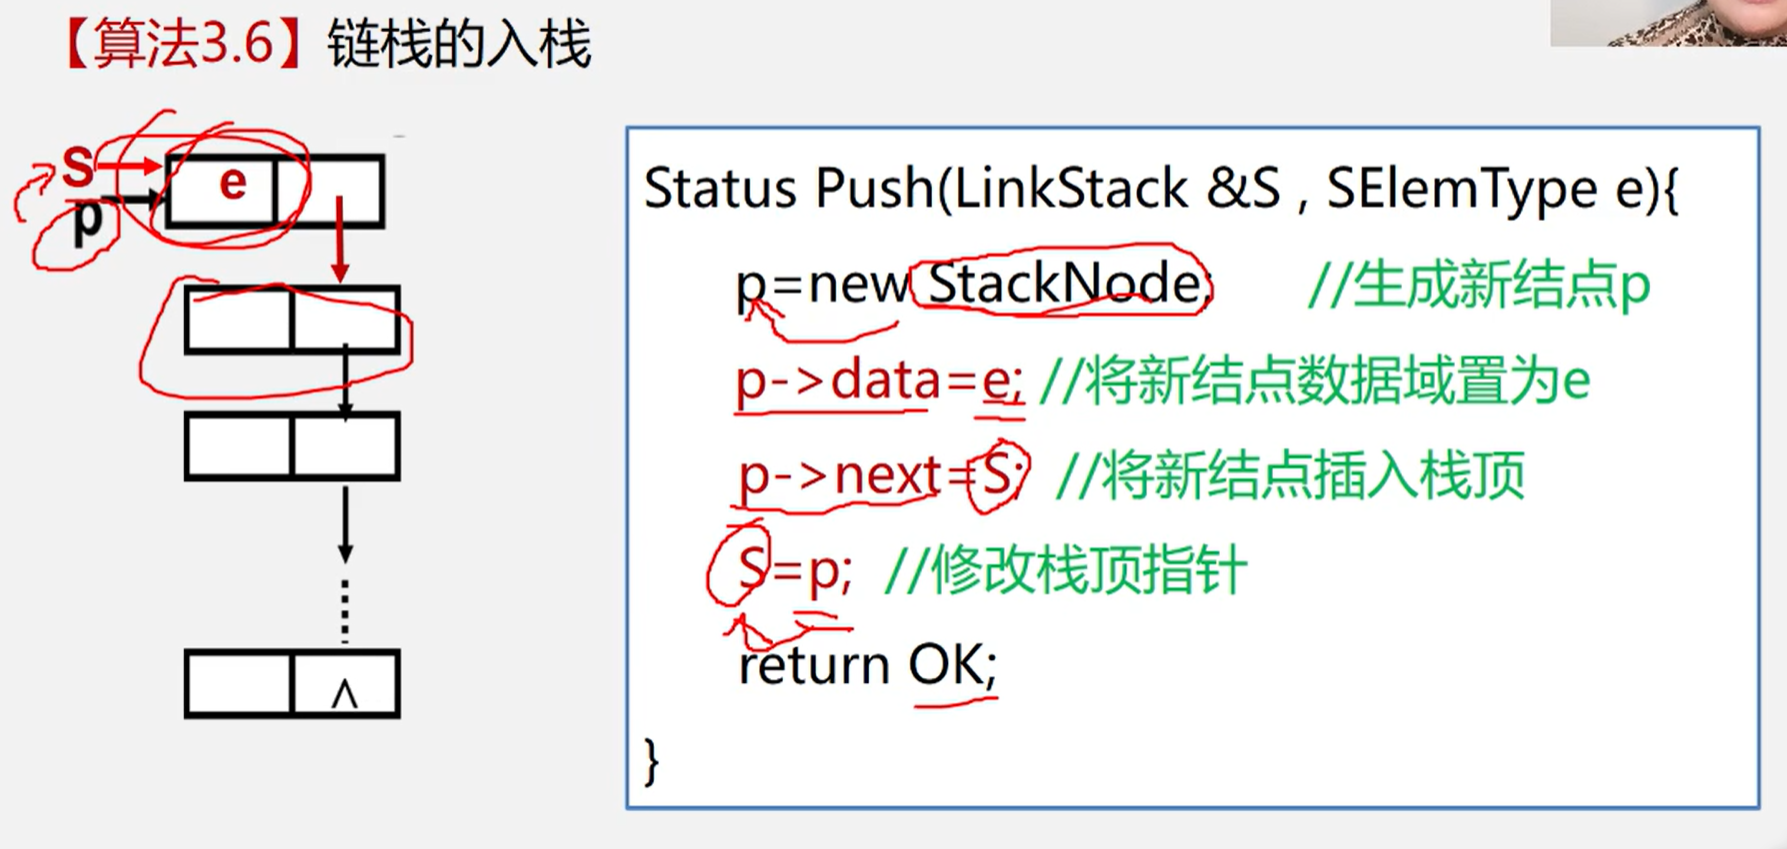 【算法3.6】链栈的入栈
S
e
p
∧
Status Push(LinkStack &S , SElemType e){
p=new StackNode; //生成新结点p
p->data=e; //将新结点数据域置为e
p->next=S; //将新结点插入栈顶
S=p; //修改栈顶指针
return OK;
}